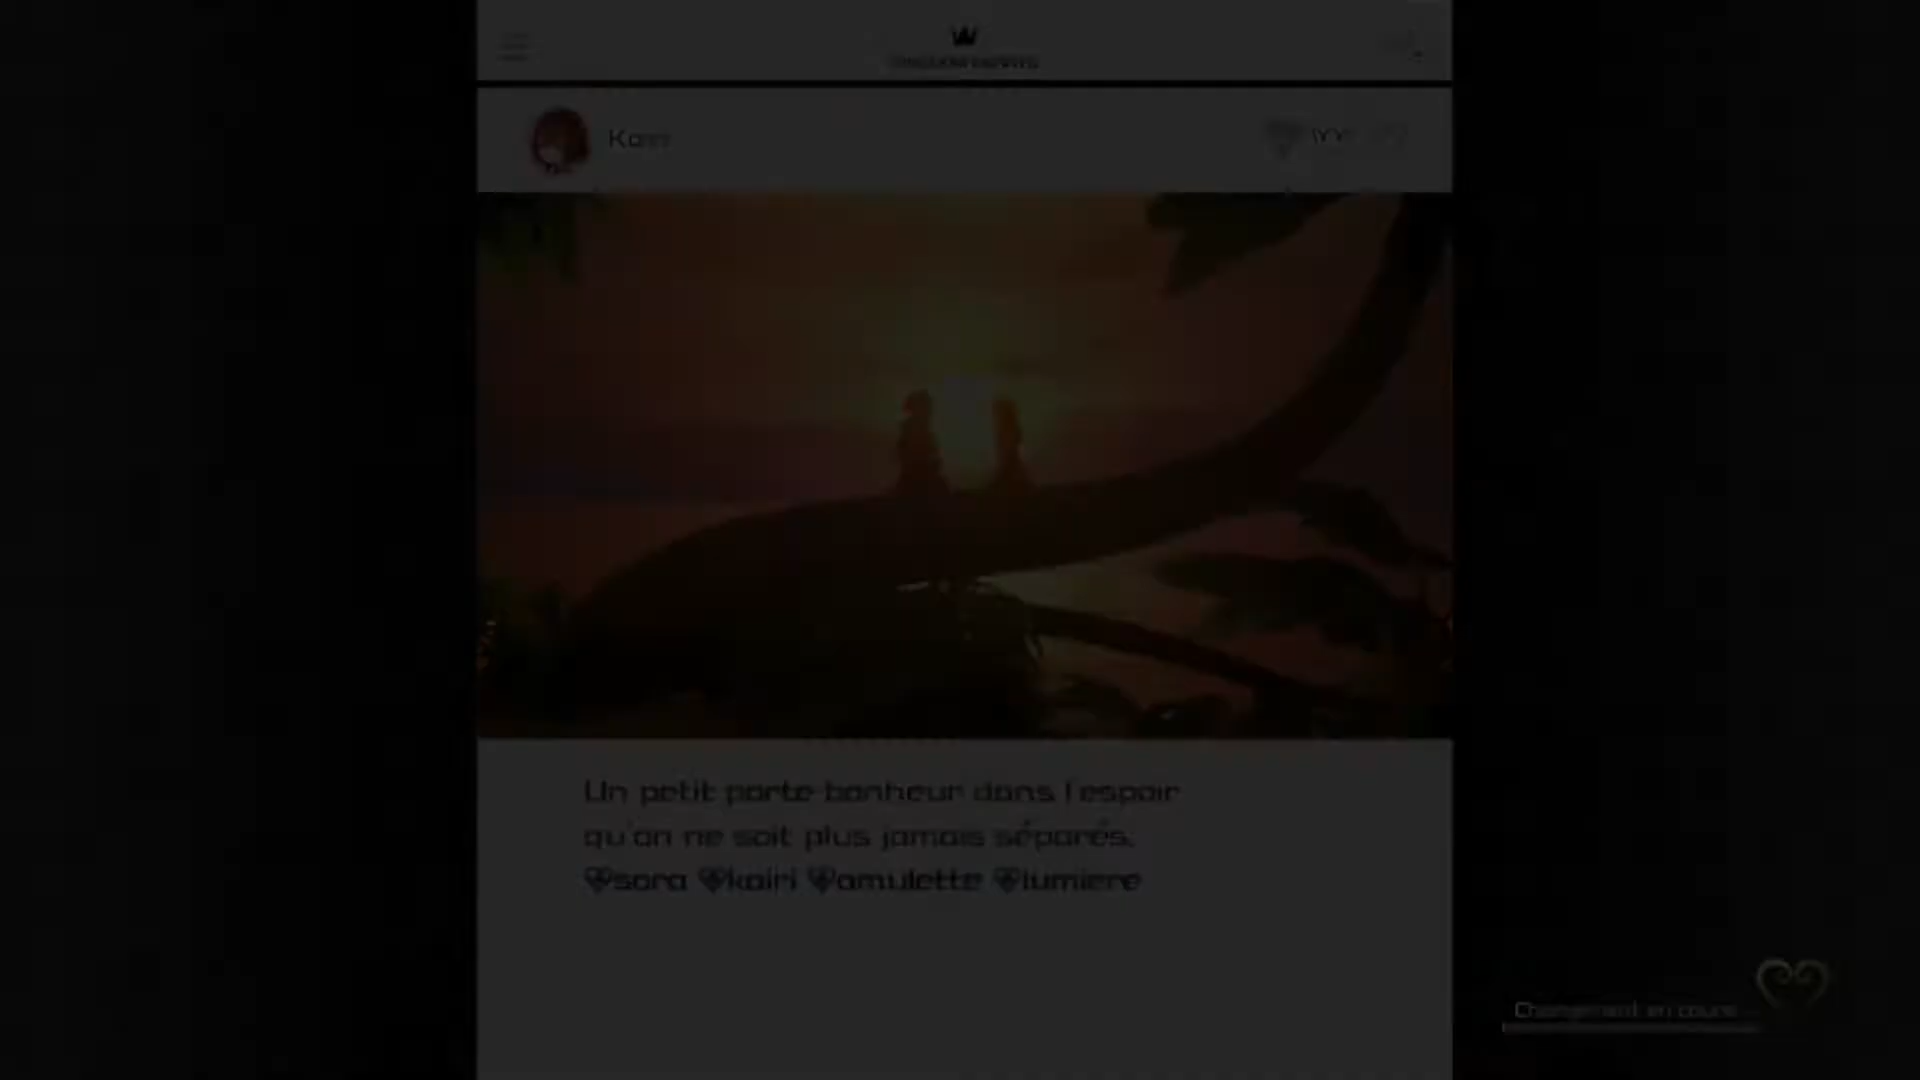 Kairi
Un petit porte-bonheur dans l'espoir
qu'on ne soit plus jamais séparés.
sora kairi amulette lumiere
Chargement en cours